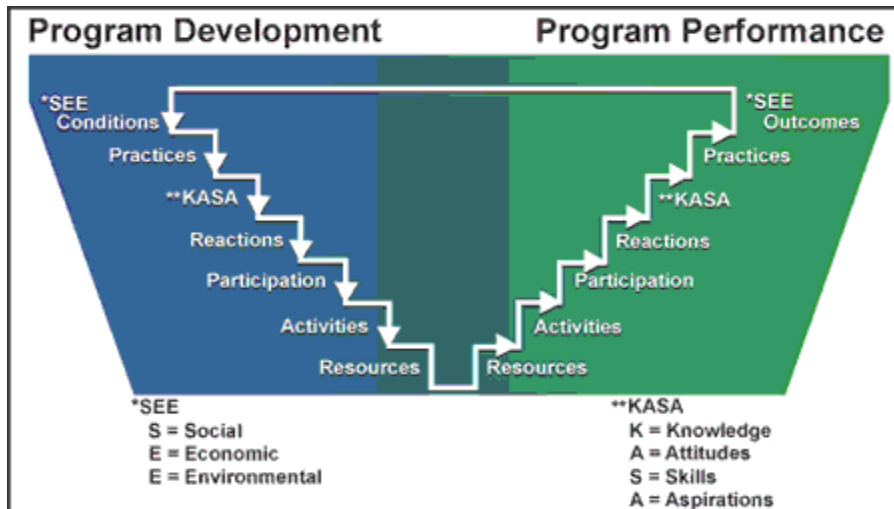 Program Development
Program Performance
*SEE
Conditions
Practices
**KASA
Reactions
Participation
Activities
Resources
*SEE
Outcomes
Practices
**KASA
Reactions
Participation
Activities
Resources
*SEE
S = Social
E = Economic
E = Environmental
**KASA
K = Knowledge
A = Attitudes
S = Skills
A = Aspirations